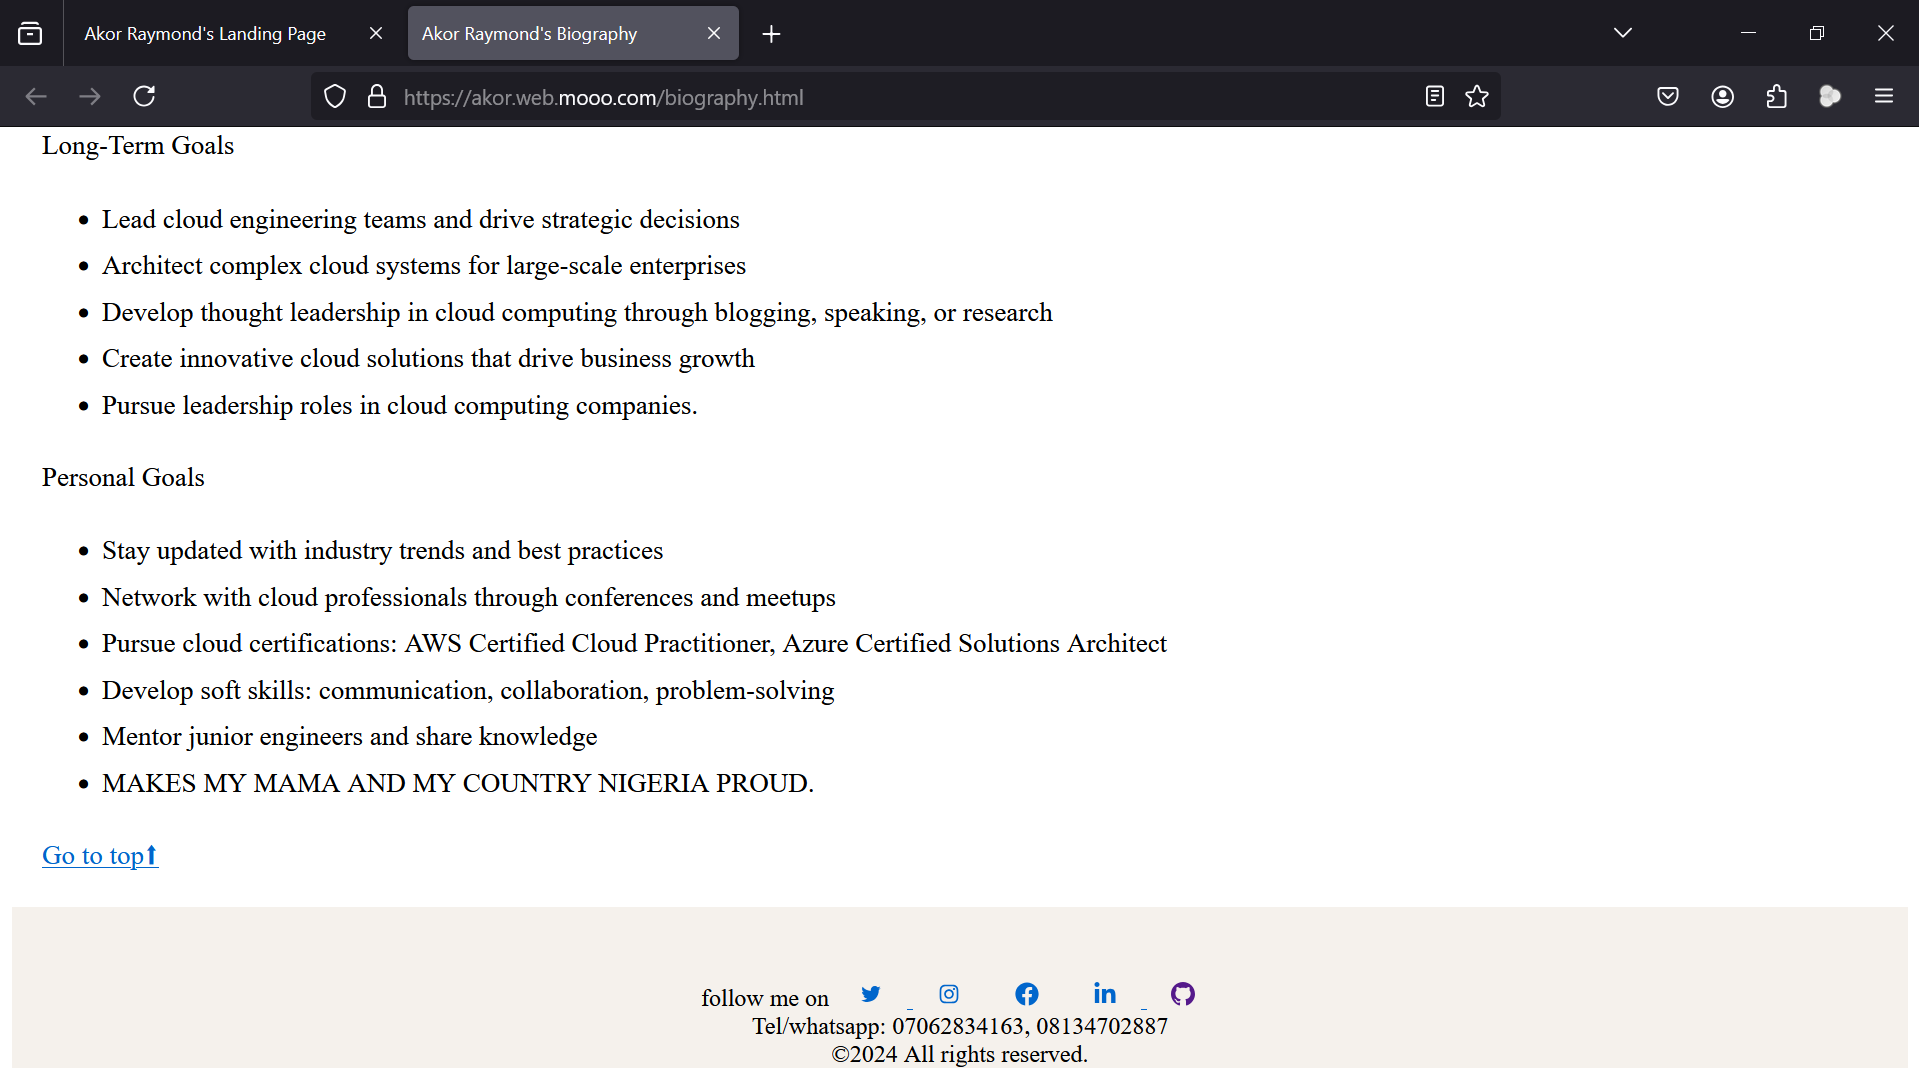 Akor Raymond's Landing Page
Akor Raymond's Biography
https://akor.web.mooo.com/biography.html
Long-Term Goals
• Lead cloud engineering teams and drive strategic decisions
• Architect complex cloud systems for large-scale enterprises
• Develop thought leadership in cloud computing through blogging, speaking, or research
• Create innovative cloud solutions that drive business growth
• Pursue leadership roles in cloud computing companies.
Personal Goals
• Stay updated with industry trends and best practices
• Network with cloud professionals through conferences and meetups
• Pursue cloud certifications: AWS Certified Cloud Practitioner, Azure Certified Solutions Architect
• Develop soft skills: communication, collaboration, problem-solving
• Mentor junior engineers and share knowledge
• MAKES MY MAMA AND MY COUNTRY NIGERIA PROUD.
Go to top⬆
follow me on
Tel/whatsapp: 07062834163, 08134702887
©2024 All rights reserved.